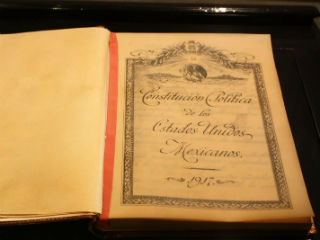 Constitución Política
de los
Estados Unidos
Mexicanos.
1917.